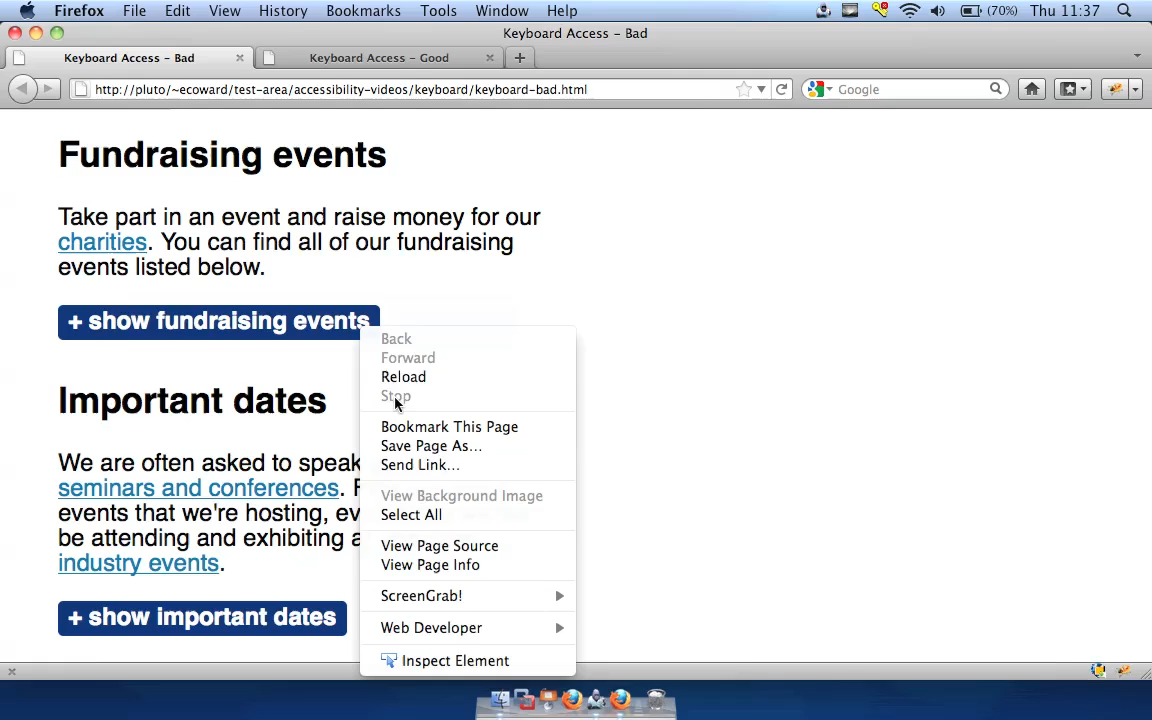 Firefox File Edit View History Bookmarks Tools Window Help (70%) Thu 11:37
Keyboard Access – Bad
Keyboard Access – Bad Keyboard Access – Good
http://pluto/~ecoward/test-area/accessibility-videos/keyboard/keyboard-bad.html Google
Fundraising events
Take part in an event and raise money for our
charities. You can find all of our fundraising
events listed below.
+ show fundraising events
Back
Forward
Reload
Stop
Bookmark This Page
Save Page As...
Send Link...
View Background Image
Select All
View Page Source
View Page Info
ScreenGrab!
Web Developer
Inspect Element
Important dates
We are often asked to speak
seminars and conferences. F
events that we're hosting, ev
be attending and exhibiting a
industry events.
+ show important dates